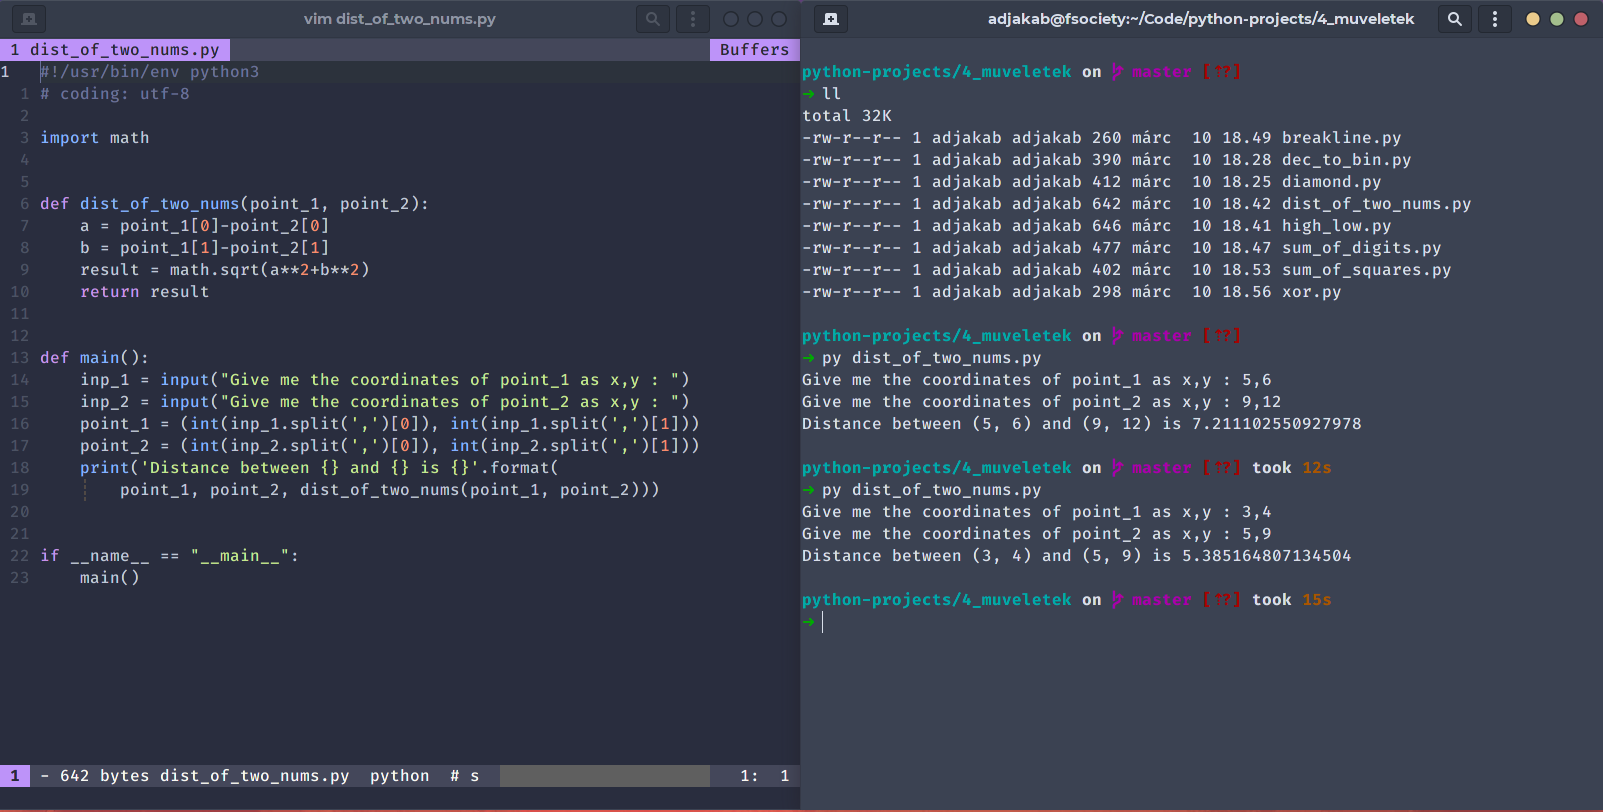 vim dist_of_two_nums.py
1 dist_of_two_nums.py Buffers
1 #!/usr/bin/env python3
1 # coding: utf-8
2
3 import math
4
5
6 def dist_of_two_nums(point_1, point_2):
7     a = point_1[0]-point_2[0]
8     b = point_1[1]-point_2[1]
9     result = math.sqrt(a**2+b**2)
10     return result
11
12
13 def main():
14     inp_1 = input("Give me the coordinates of point_1 as x,y : ")
15     inp_2 = input("Give me the coordinates of point_2 as x,y : ")
16     point_1 = (int(inp_1.split(',')[0]), int(inp_1.split(',')[1]))
17     point_2 = (int(inp_2.split(',')[0]), int(inp_2.split(',')[1]))
18     print('Distance between {} and {} is {}'.format(
19         point_1, point_2, dist_of_two_nums(point_1, point_2)))
20
21
22 if __name__ == "__main__":
23     main()
1 - 642 bytes dist_of_two_nums.py  python  # s 1:  1
adjakab@fsociety:~/Code/python-projects/4_muveletek
python-projects/4_muveletek on master [⇡?]
➜ ll
total 32K
-rw-r--r-- 1 adjakab adjakab 260 márc  10 18.49 breakline.py
-rw-r--r-- 1 adjakab adjakab 390 márc  10 18.28 dec_to_bin.py
-rw-r--r-- 1 adjakab adjakab 412 márc  10 18.25 diamond.py
-rw-r--r-- 1 adjakab adjakab 642 márc  10 18.42 dist_of_two_nums.py
-rw-r--r-- 1 adjakab adjakab 646 márc  10 18.41 high_low.py
-rw-r--r-- 1 adjakab adjakab 477 márc  10 18.47 sum_of_digits.py
-rw-r--r-- 1 adjakab adjakab 402 márc  10 18.53 sum_of_squares.py
-rw-r--r-- 1 adjakab adjakab 298 márc  10 18.56 xor.py
python-projects/4_muveletek on master [⇡?]
➜ py dist_of_two_nums.py
Give me the coordinates of point_1 as x,y : 5,6
Give me the coordinates of point_2 as x,y : 9,12
Distance between (5, 6) and (9, 12) is 7.211102550927978
python-projects/4_muveletek on master [⇡?] took 12s
➜ py dist_of_two_nums.py
Give me the coordinates of point_1 as x,y : 3,4
Give me the coordinates of point_2 as x,y : 5,9
Distance between (3, 4) and (5, 9) is 5.385164807134504
python-projects/4_muveletek on master [⇡?] took 15s
➜